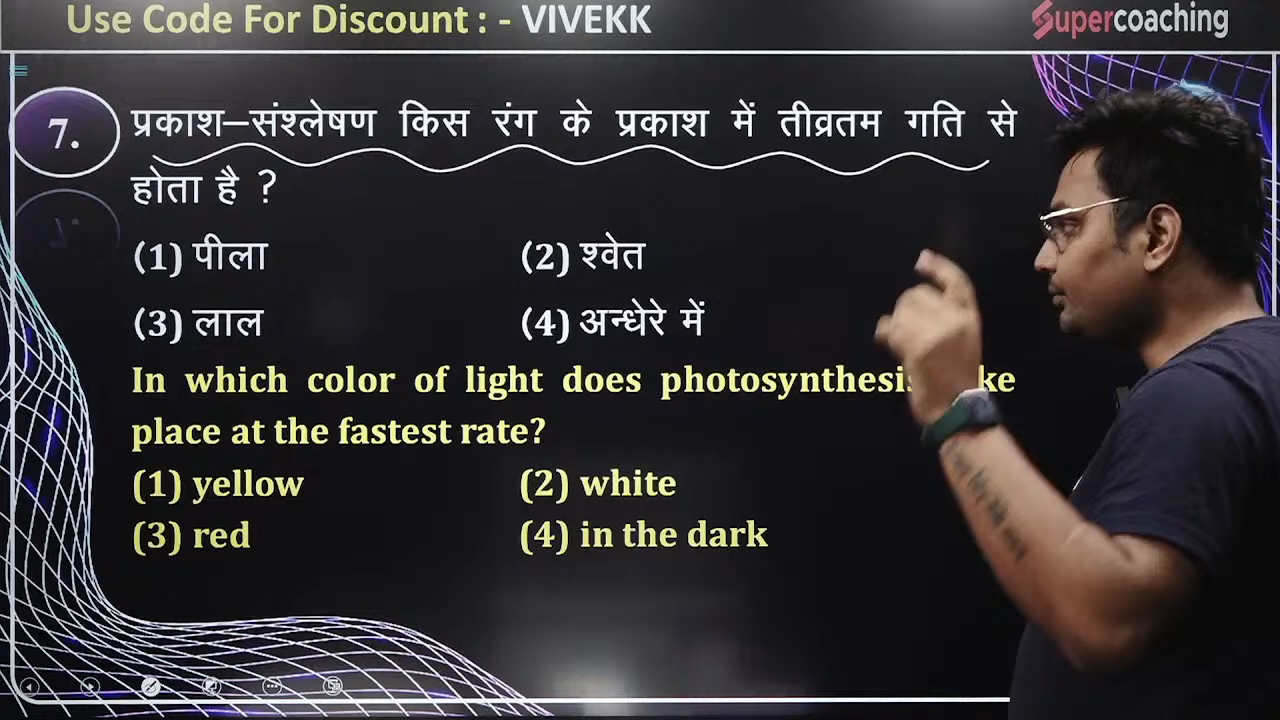 Use Code For Discount : - VIVEKK
Supercoaching
7.
प्रकाश–संश्लेषण किस रंग के प्रकाश में तीव्रतम गति से
होता है ?
(1) पीला (2) श्वेत
(3) लाल (4) अन्धेरे में
In which color of light does photosynthesis
place at the fastest rate?
(1) yellow (2) white
(3) red (4) in the dark